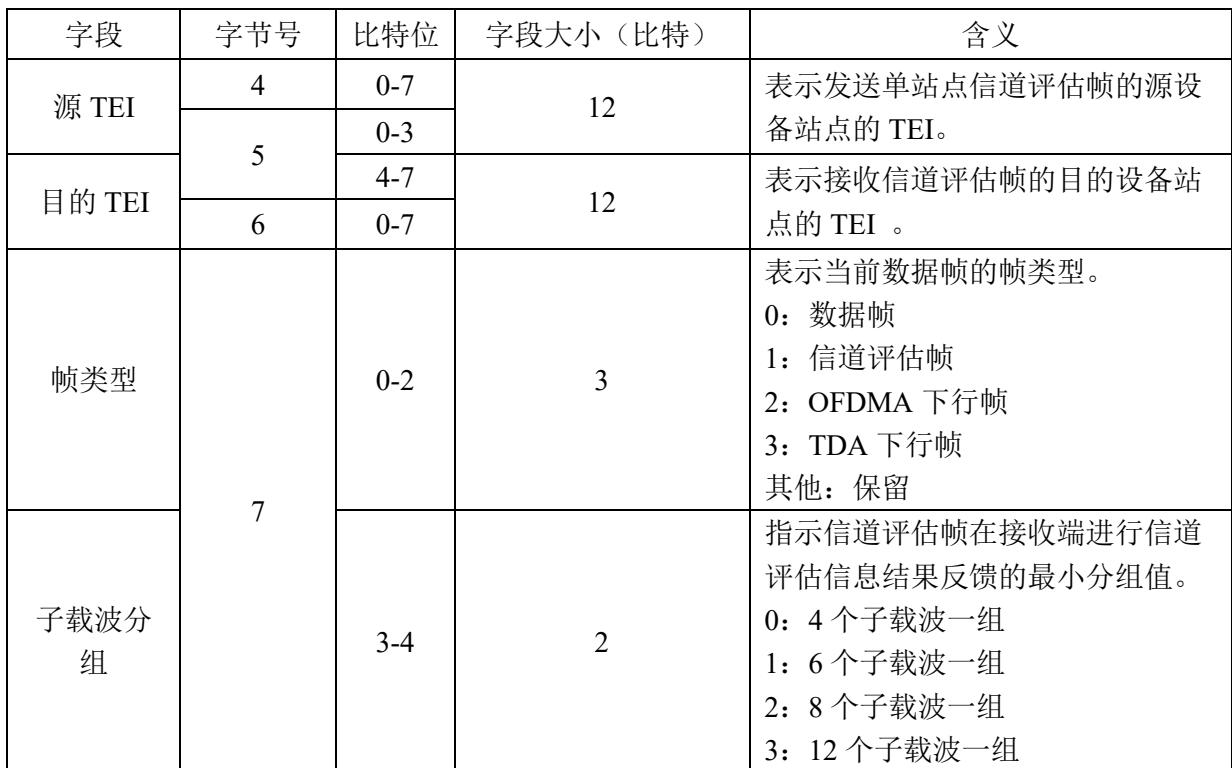 字段 字节号 比特位 字段大小（比特） 含义
源 TEI 4 0-7 12 表示发送单站点信道评估帧的源设
备站点的 TEI。
5 0-3
目的 TEI 4-7 12 表示接收信道评估帧的目的设备站
点的 TEI 。
6 0-7
帧类型 7 0-2 3 表示当前数据帧的帧类型。
0：数据帧
1：信道评估帧
2：OFDMA 下行帧
3：TDA 下行帧
其他：保留
子载波分
组
3-4 2 指示信道评估帧在接收端进行信道
评估信息结果反馈的最小分组值。
0：4 个子载波一组
1：6 个子载波一组
2：8 个子载波一组
3：12 个子载波一组